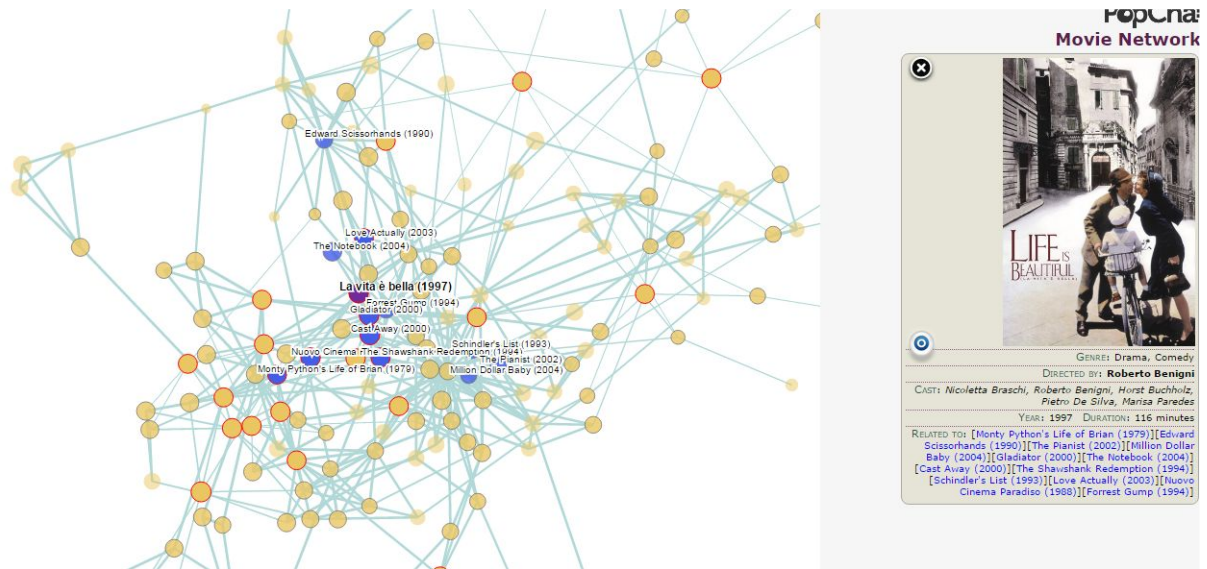 PopCha
Movie Network
Edward Scissorhands (1990)
Love Actually (2003)
The Notebook (2004)
La vita è bella (1997)
Forrest Gump (1994)
Gladiator (2000)
Cast Away (2000)
Schindler's List (1993)
Nuovo Cinema The Shawshank Redemption (1994)
The Pianist (2002)
Monty Python's Life of Brian (1979)
Million Dollar Baby (2004)
LIFE IS
BEAUTIFUL
GENRE: Drama, Comedy
DIRECTED BY: Roberto Benigni
CAST: Nicoletta Braschi, Roberto Benigni, Horst Buchholz,
Pietro De Silva, Marisa Paredes
YEAR: 1997 DURATION: 116 minutes
RELATED TO: [Monty Python's Life of Brian (1979)][Edward
Scissorhands (1990)][The Pianist (2002)][Million Dollar
Baby (2004)][Gladiator (2000)][The Notebook (2004)]
[Cast Away (2000)][The Shawshank Redemption (1994)]
[Schindler's List (1993)][Love Actually (2003)][Nuovo
Cinema Paradiso (1988)][Forrest Gump (1994)]